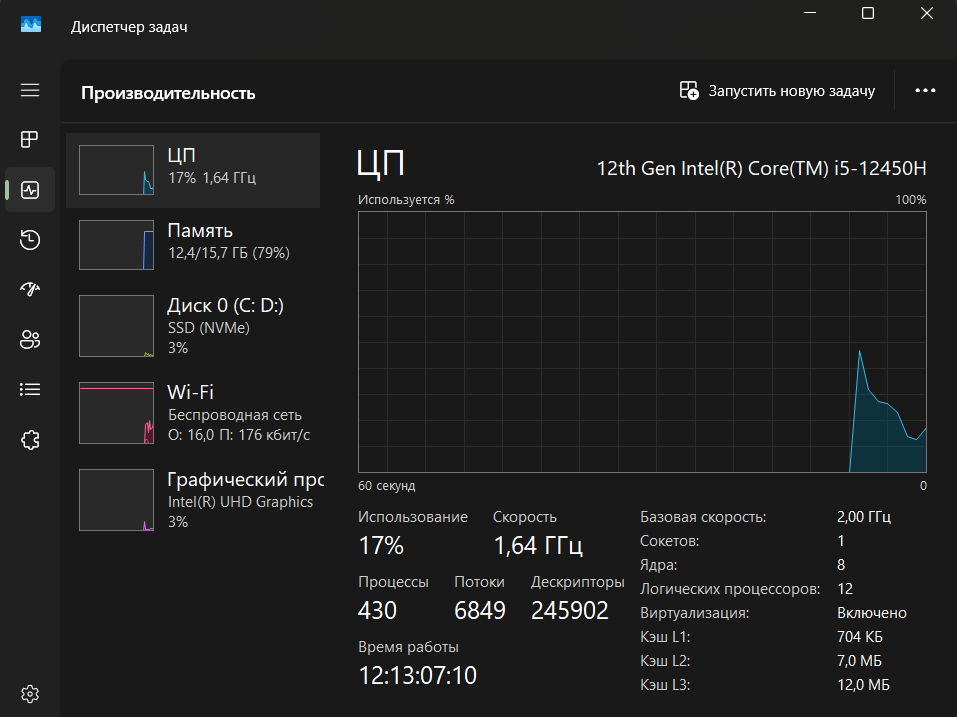 Диспетчер задач
Производительность
Запустить новую задачу
ЦП
17% 1,64 ГГц
Память
12,4/15,7 ГБ (79%)
Диск 0 (C: D:)
SSD (NVMe)
3%
Wi-Fi
Беспроводная сеть
О: 16,0 П: 176 кбит/с
Графический прс
Intel(R) UHD Graphics
3%
ЦП
12th Gen Intel(R) Core(TM) i5-12450H
Используется %
100%
60 секунд
0
Использование
17%
Скорость
1,64 ГГц
Процессы
430
Потоки
6849
Дескрипторы
245902
Время работы
12:13:07:10
Базовая скорость: 2,00 ГГц
Сокетов: 1
Ядра: 8
Логических процессоров: 12
Виртуализация: Включено
Кэш L1: 704 КБ
Кэш L2: 7,0 МБ
Кэш L3: 12,0 МБ